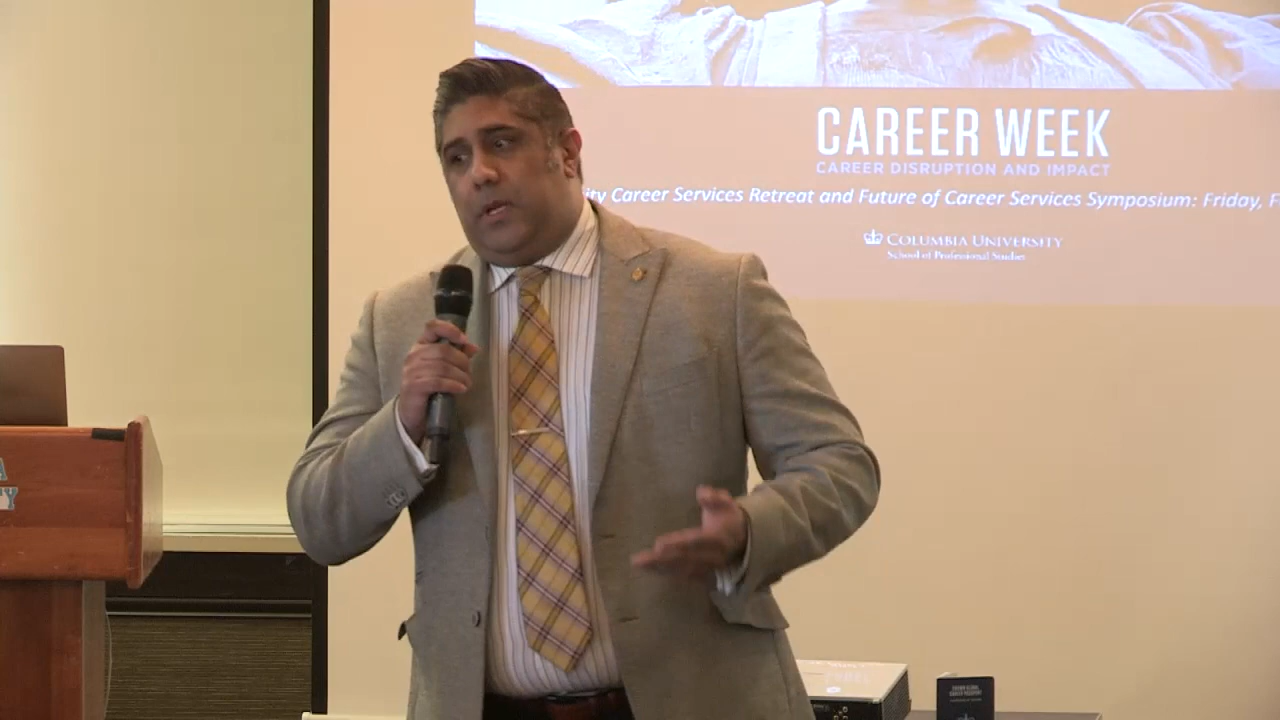 CAREER WEEK
CAREER DISRUPTION AND IMPACT
ity Career Services Retreat and Future of Career Services Symposium: Friday, F
COLUMBIA UNIVERSITY
School of Professional Studies